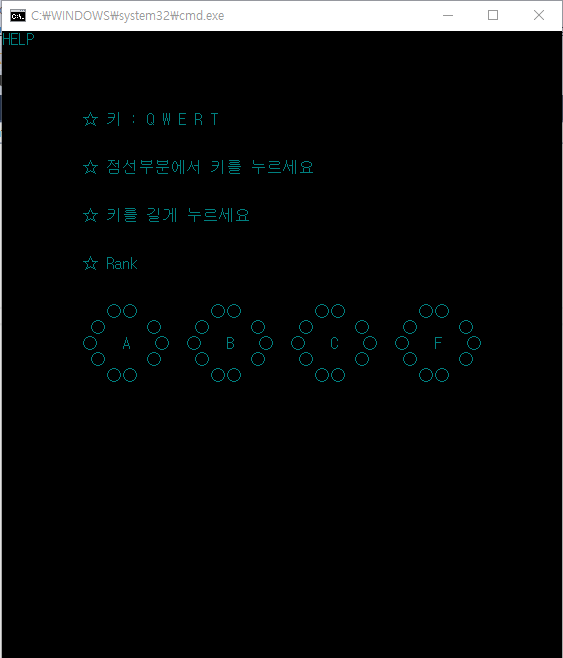 C:₩WINDOWS₩system32₩cmd.exe
HELP
☆ 키 : Q W E R T
☆ 점선부분에서 키를 누르세요
☆ 키를 길게 누르세요
☆ Rank
A B C F